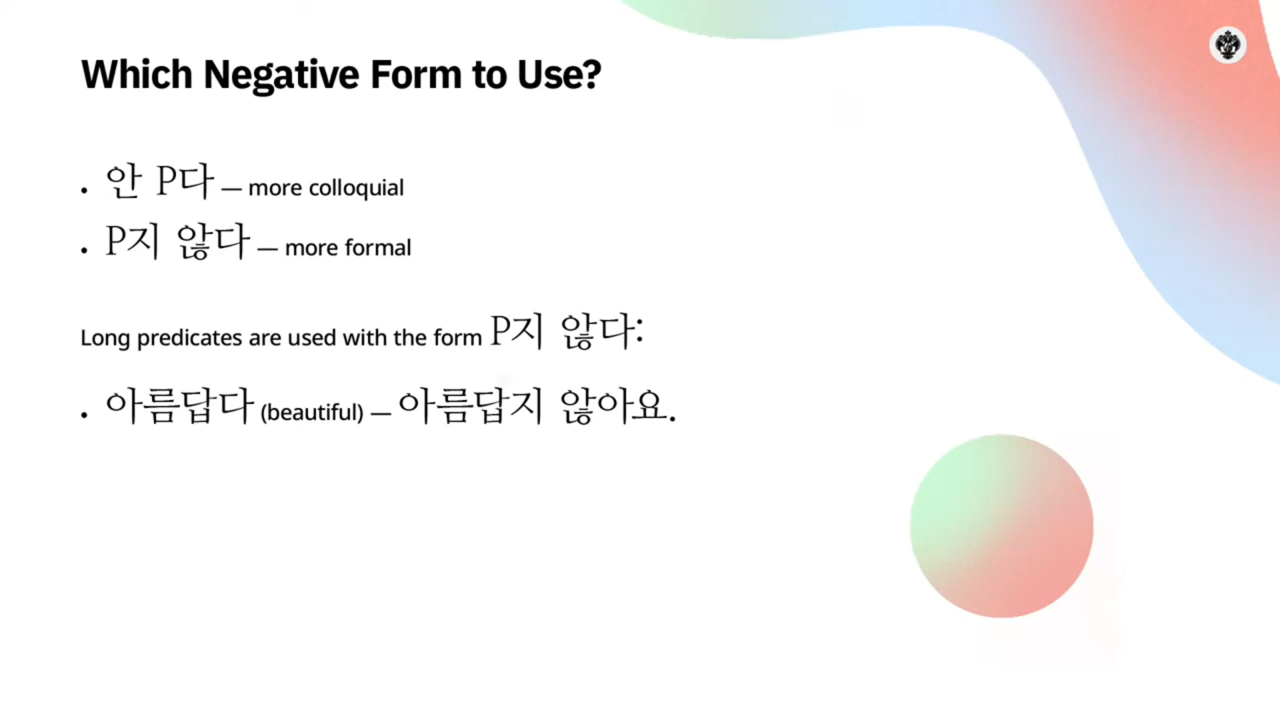 Which Negative Form to Use?
• 안 P다 — more colloquial
• P지 않다 — more formal
Long predicates are used with the form P지 않다:
• 아름답다 (beautiful) — 아름답지 않아요.